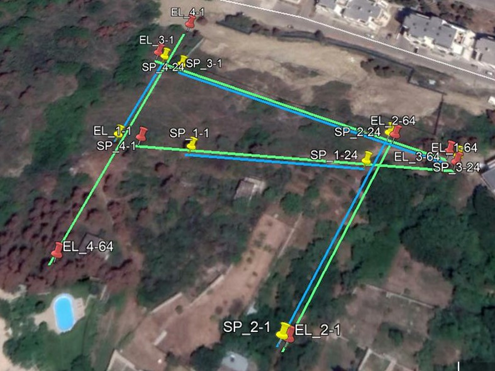 EL_4-1
EL_3-1
SP_4-24
SP_3-1
EL_1-1
SP_4-1
SP_1-1
EL_2-64
SP_2-24
SP_1-24
EL_3-64
EL_1-64
SP_3-24
EL_4-64
SP_2-1
EL_2-1